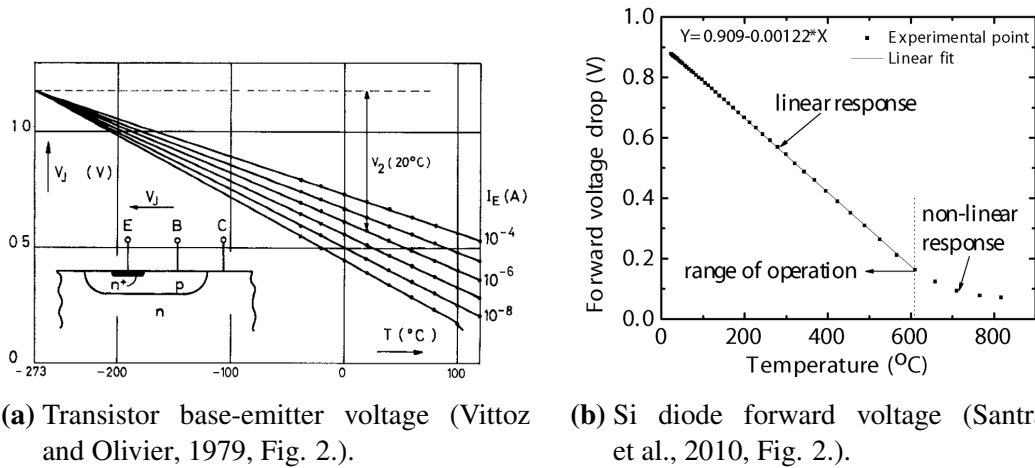 1.0
V_J (V)
V_2 (20°C)
I_E (A)
V_J
E B C
10^-4
0.5
10^-6
n+ p
n
10^-8
T (°C)
0
-273 -200 -100 0 100
Y=0.909-0.00122*X
Experimental point
Linear fit
1.0
0.8
0.6
0.4
0.2
0.0
Forward voltage drop (V)
linear response
non-linear
response
range of operation
0 200 400 600 800
Temperature (°C)
(a) Transistor base-emitter voltage (Vittoz
and Olivier, 1979, Fig. 2.).
(b) Si diode forward voltage (Santr
et al., 2010, Fig. 2.).